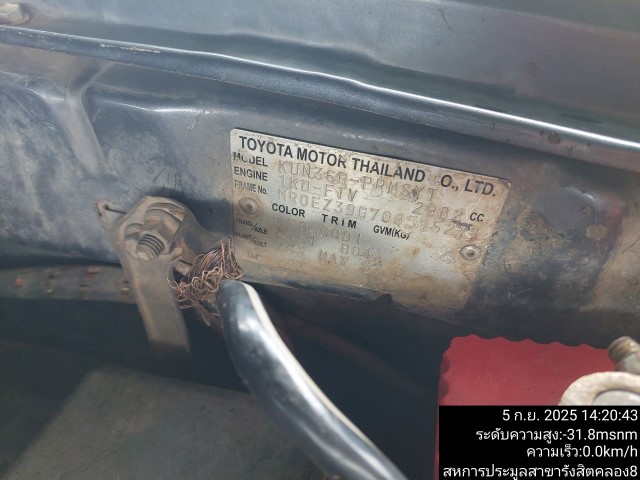 TOYOTA MOTOR THAILAND CO., LTD.
MODEL KUN36R-PRMSYT
ENGINE 1KD-FTV 2982 CC
FRAME No.
COLOR TRIM GVM(KG)
TRANS/AXLE
5 ก.ย. 2025 14:20:43
ระดับความสูง:-31.8msnm
ความเร็ว:0.0km/h
สหการประมูลสาขารังสิตคลอง8